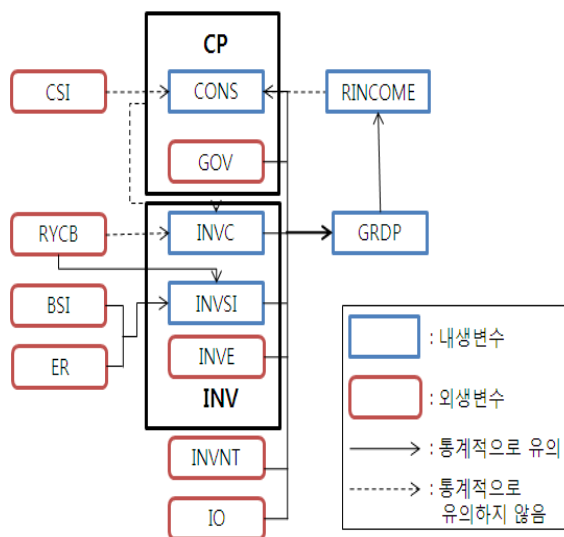 CP
CSI
CONS
RINCOME
GOV
RYCB
INVC
GRDP
BSI
INVSI
ER
INVE
INV
INVNT
IO
: 내생변수
: 외생변수
: 통계적으로 유의
: 통계적으로
유의하지 않음